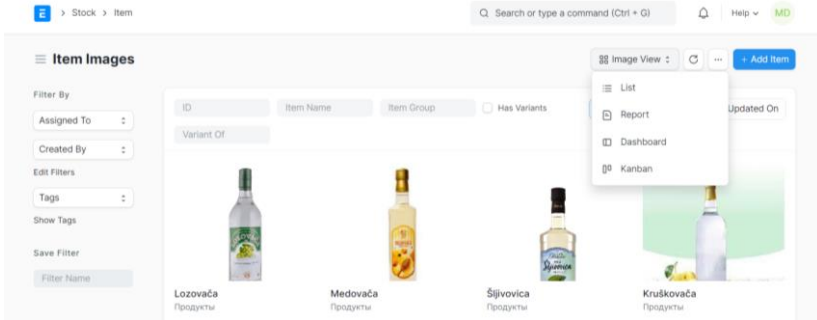 E > Stock > Item
Search or type a command (Ctrl + G)
Help
MD
Item Images
Image View
...
+ Add Item
Filter By
Assigned To
Created By
Edit Filters
Tags
Show Tags
Save Filter
Filter Name
ID
Item Name
Item Group
Has Variants
Updated On
Variant Of
List
Report
Dashboard
Kanban
Lozovača
Продукты
Medovača
Продукты
Šljivovica
Продукты
Kruškovača
Продукты